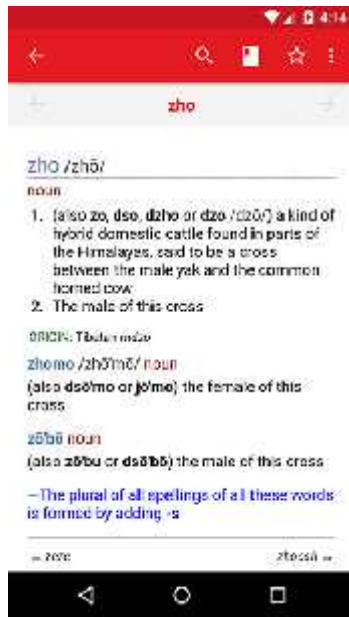 4:14
zho
zho /zhō/
noun
1. (also zo, dso, dzho or dzo /dzō/) a kind of
hybrid domestic cattle found in parts of
the Himalayas, said to be a cross
between the male yak and the common
horned cow
2. The male of this cross
ORIGIN: Tibetan mdzo
zhomo /zhō'mō/ noun
(also dsō'mo or jō'mo) the female of this
cross
zō'bō noun
(also zō'bu or dsō'bō) the male of this cross
—The plural of all spellings of all these words
is formed by adding -s